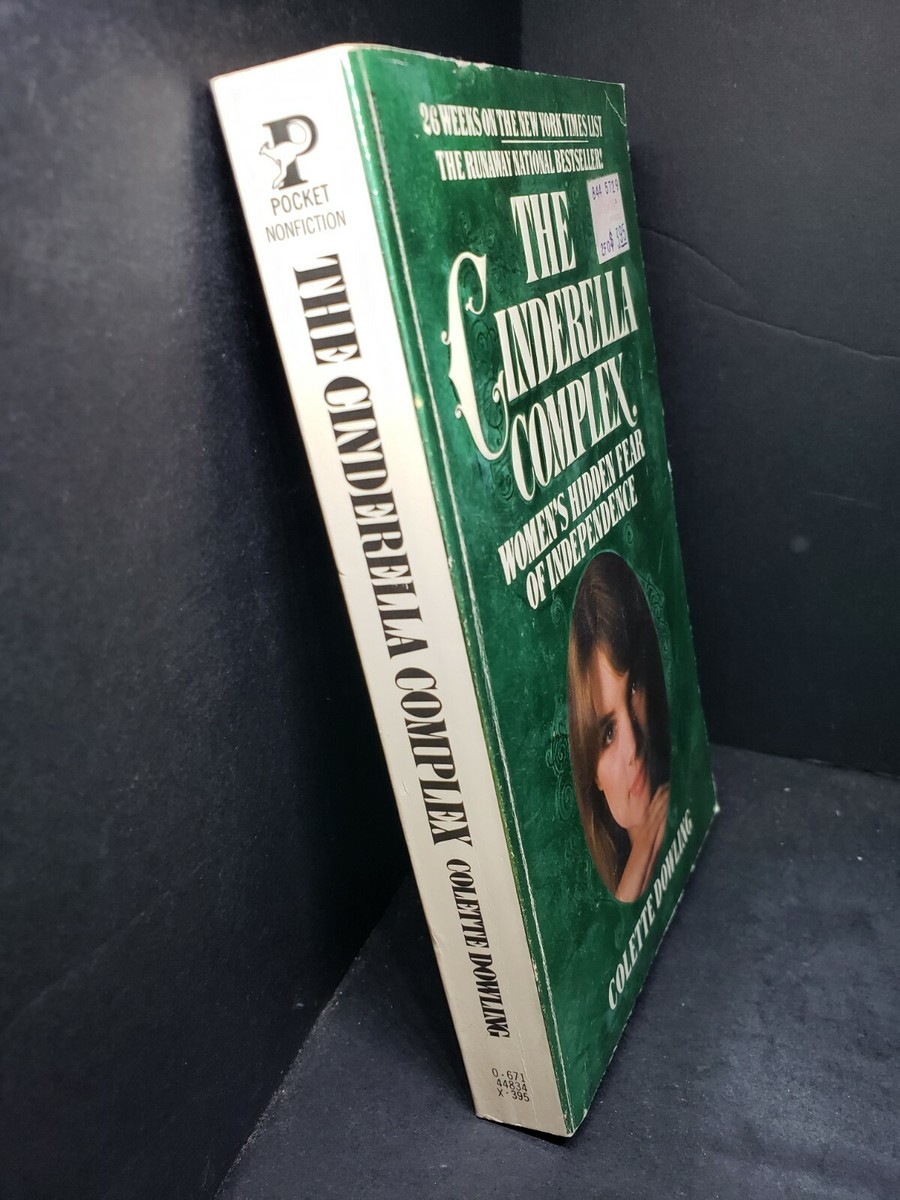 P
POCKET
NONFICTION
THE CINDERELLA COMPLEX COLETTE DOWLING
0-671
44834
X-395
26 WEEKS ON THE NEW YORK TIMES LIST
THE RUNAWAY NATIONAL BESTSELLER!
THE
CINDERELLA
COMPLEX
WOMEN'S HIDDEN FEAR
OF INDEPENDENCE
COLETTE DOWLING